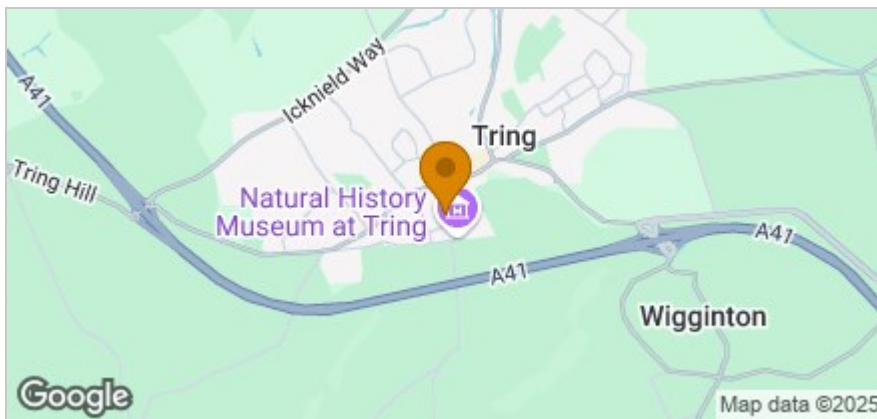 A41
Icknield Way
Tring
Tring Hill
Natural History
Museum at Tring
A41
A41
Wigginton
Google
Map data ©2025